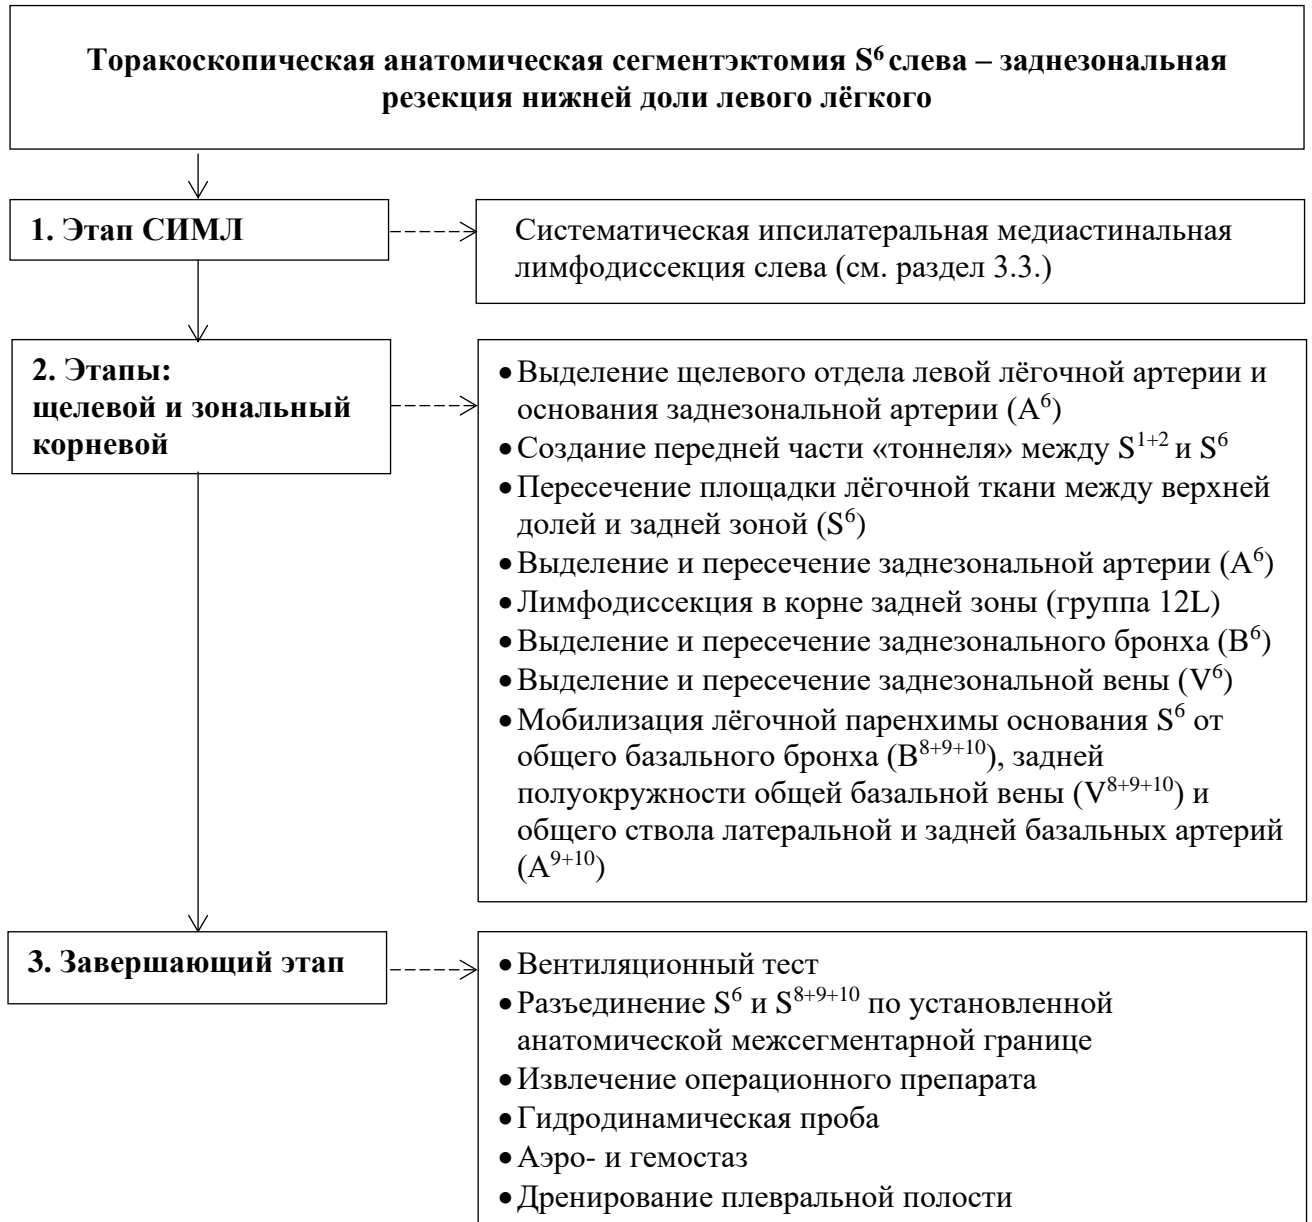 Торакоскопическая анатомическая сегментэктомия S⁶ слева – заднезональная
резекция нижней доли левого лёгкого
1. Этап СИМЛ
Систематическая ипсилатеральная медиастинальная
лимфодиссекция слева (см. раздел 3.3.)
2. Этапы:
щелевой и зональный
корневой
• Выделение щелевого отдела левой лёгочной артерии и
основания заднезональной артерии (A⁶)
• Создание передней части «тоннеля» между S¹⁺² и S⁶
• Пересечение площадки лёгочной ткани между верхней
долей и задней зоной (S⁶)
• Выделение и пересечение заднезональной артерии (A⁶)
• Лимфодиссекция в корне задней зоны (группа 12L)
• Выделение и пересечение заднезонального бронха (B⁶)
• Выделение и пересечение заднезональной вены (V⁶)
• Мобилизация лёгочной паренхимы основания S⁶ от
общего базального бронха (B⁸⁺⁹⁺¹⁰), задней
полуокружности общей базальной вены (V⁸⁺⁹⁺¹⁰) и
общего ствола латеральной и задней базальных артерий
(A⁹⁺¹⁰)
3. Завершающий этап
• Вентиляционный тест
• Разъединение S⁶ и S⁸⁺⁹⁺¹⁰ по установленной
анатомической межсегментарной границе
• Извлечение операционного препарата
• Гидродинамическая проба
• Аэро- и гемостаз
• Дренирование плевральной полости